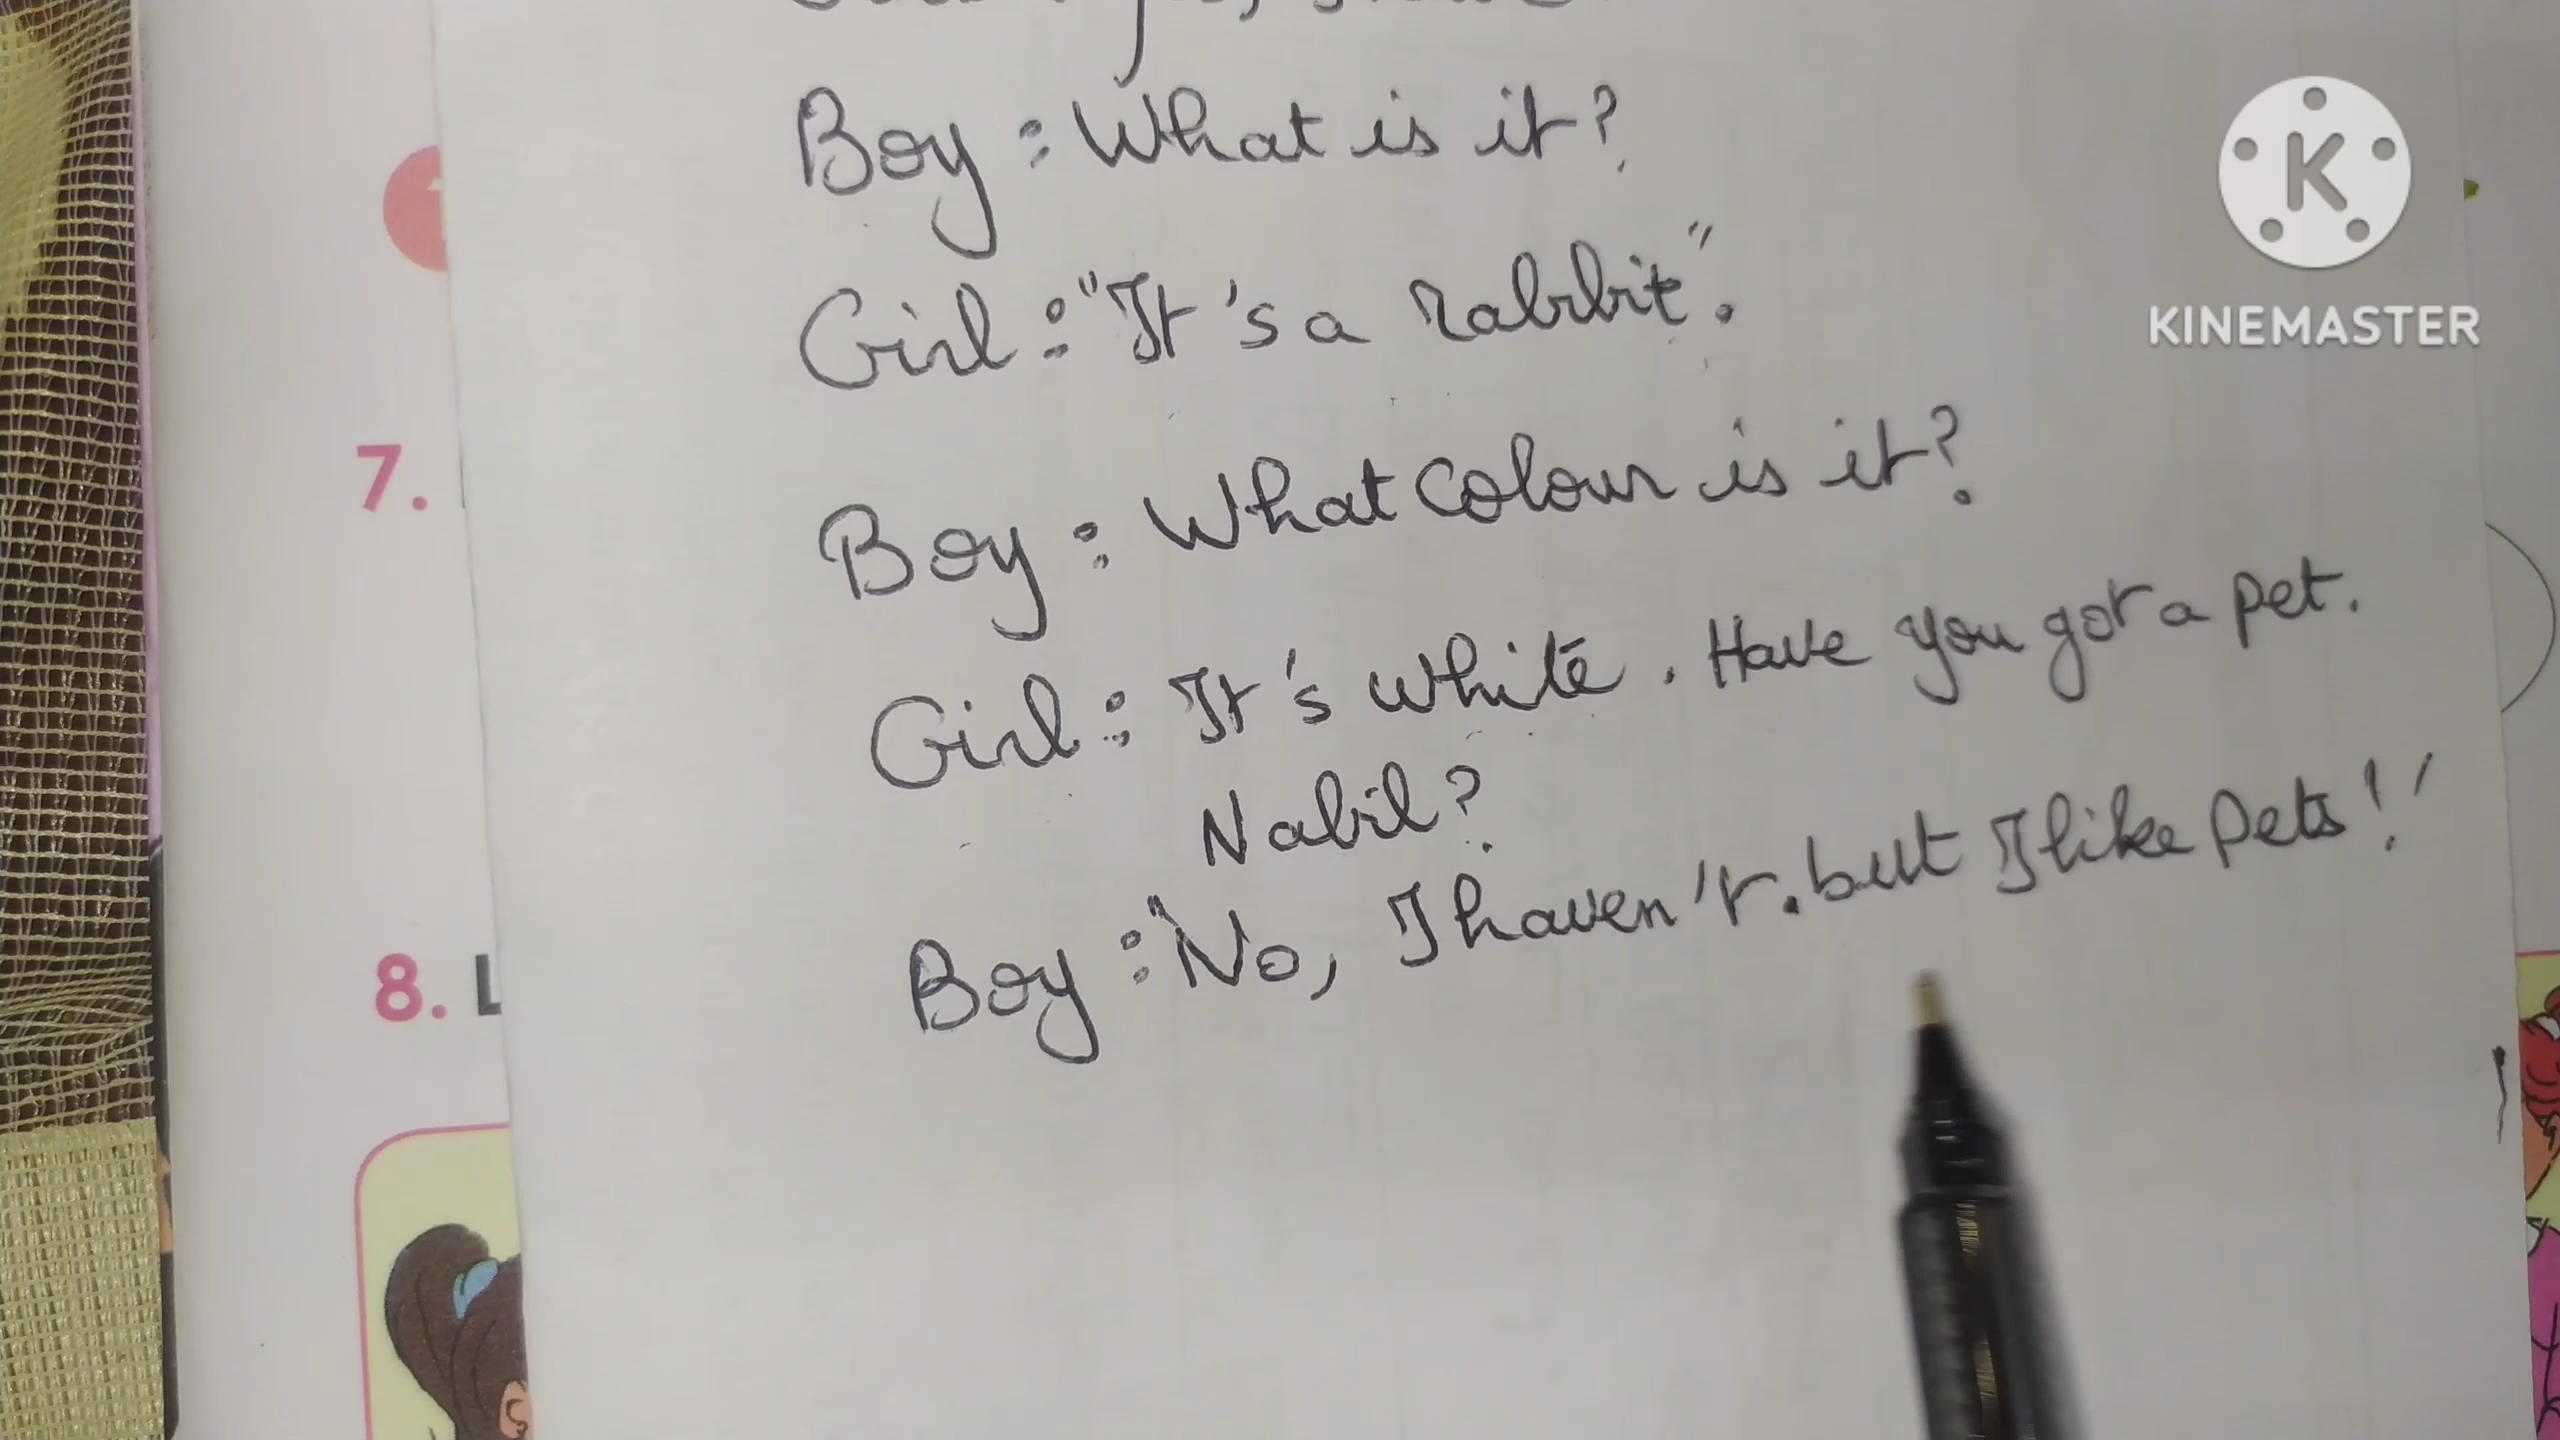 Boy : What is it?
Girl : "It's a rabbit".
Boy : What colour is it?
Girl : It's white. Have you got a pet.
Nabil?
Boy : "No, I haven't. but I like pets!"
7.
8. L
K
KINEMASTER